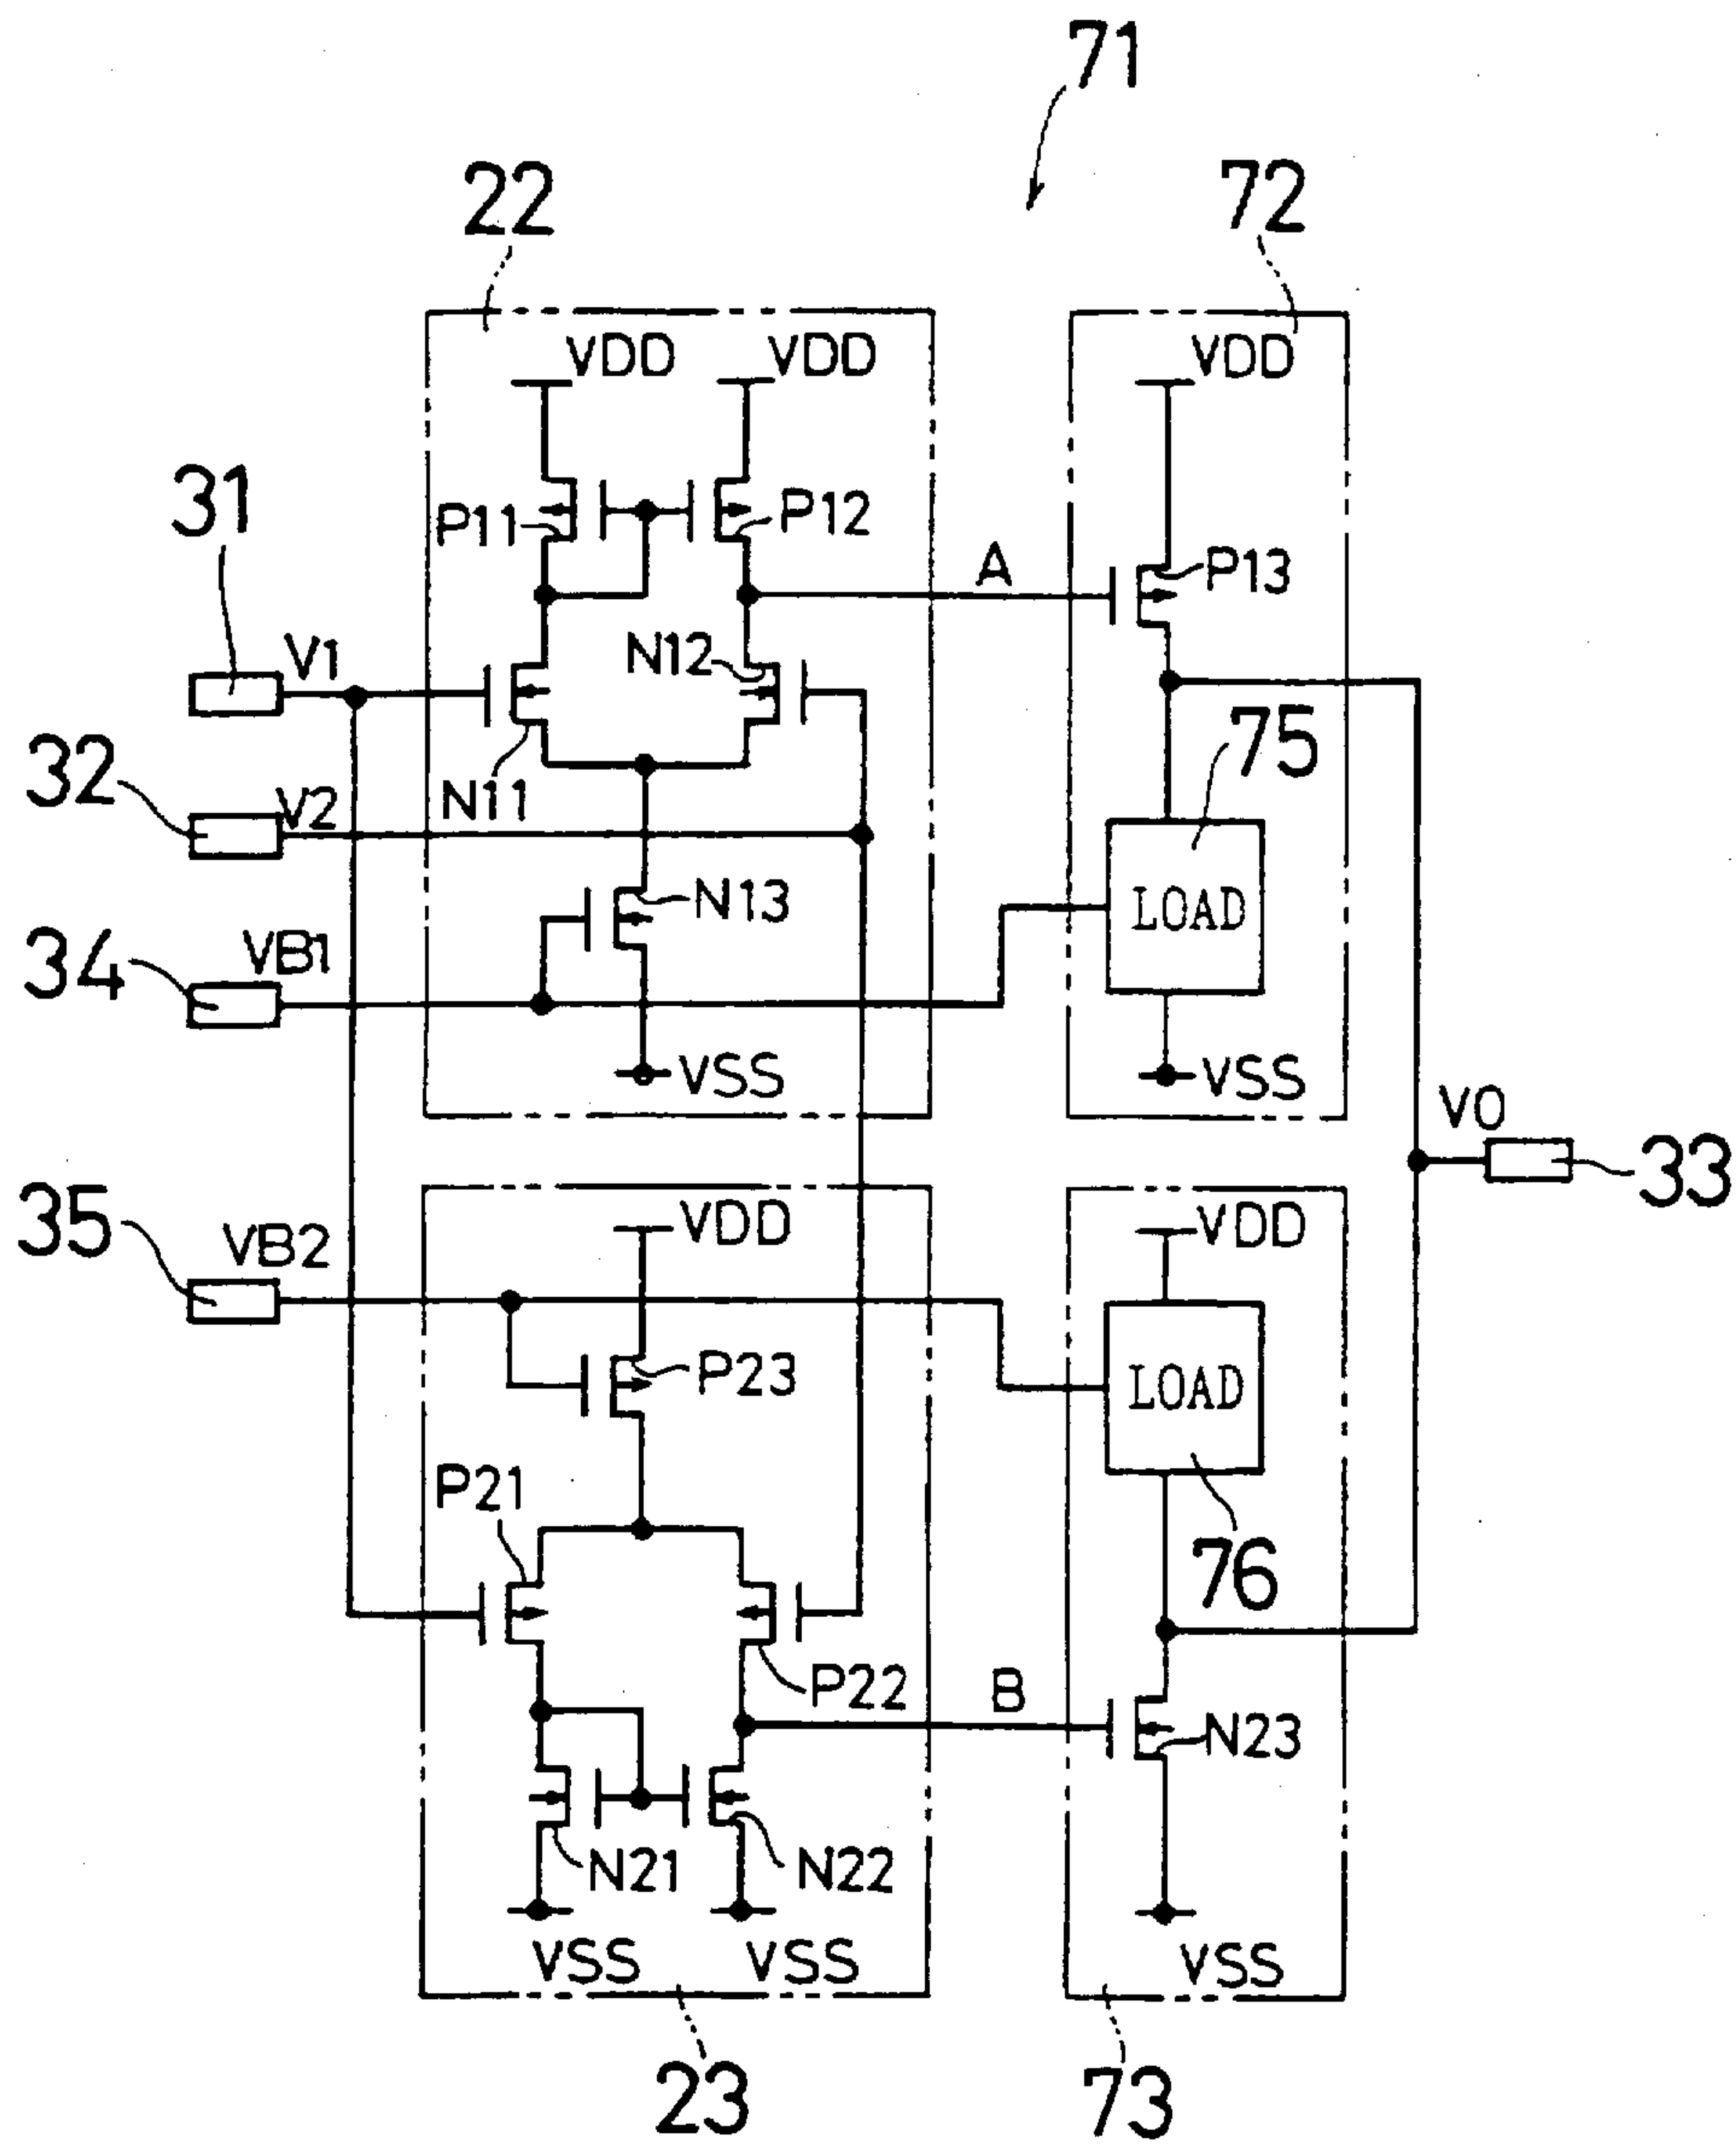 71
22
72
VDD
VDD
VDD
31
P11
P12
A
P13
V1
N12
32
V2
N11
75
N13
LOAD
34
VB1
VSS
VSS
VO
33
35
VB2
VDD
VDD
P23
LOAD
P21
76
P22
B
N23
N21
N22
VSS
VSS
VSS
23
73